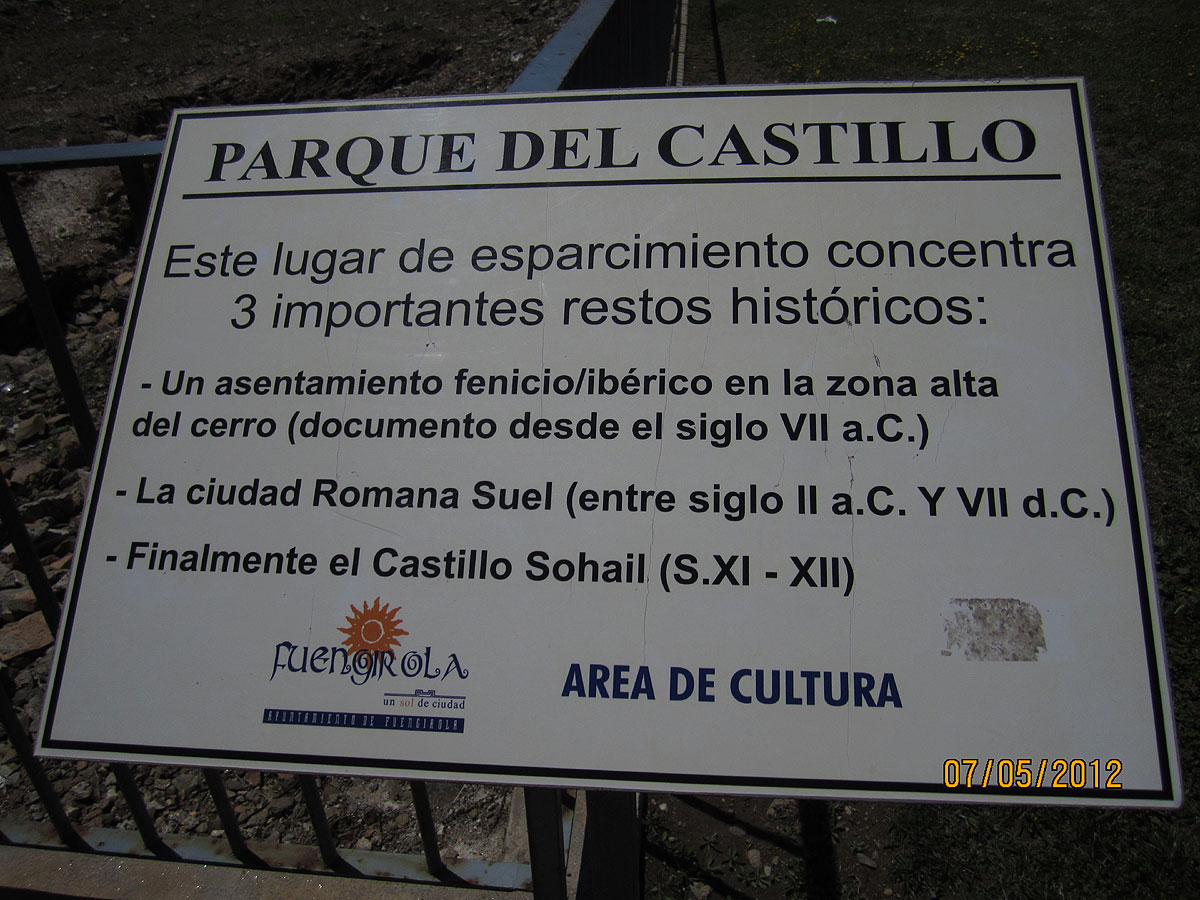 PARQUE DEL CASTILLO
Este lugar de esparcimiento concentra
3 importantes restos históricos:
- Un asentamiento fenicio/ibérico en la zona alta
del cerro (documento desde el siglo VII a.C.)
- La ciudad Romana Suel (entre siglo II a.C. Y VII d.C.)
- Finalmente el Castillo Sohail (S.XI - XII)
FUENGIROLA
un sol de ciudad
AYUNTAMIENTO DE FUENGIROLA
AREA DE CULTURA
07/05/2012